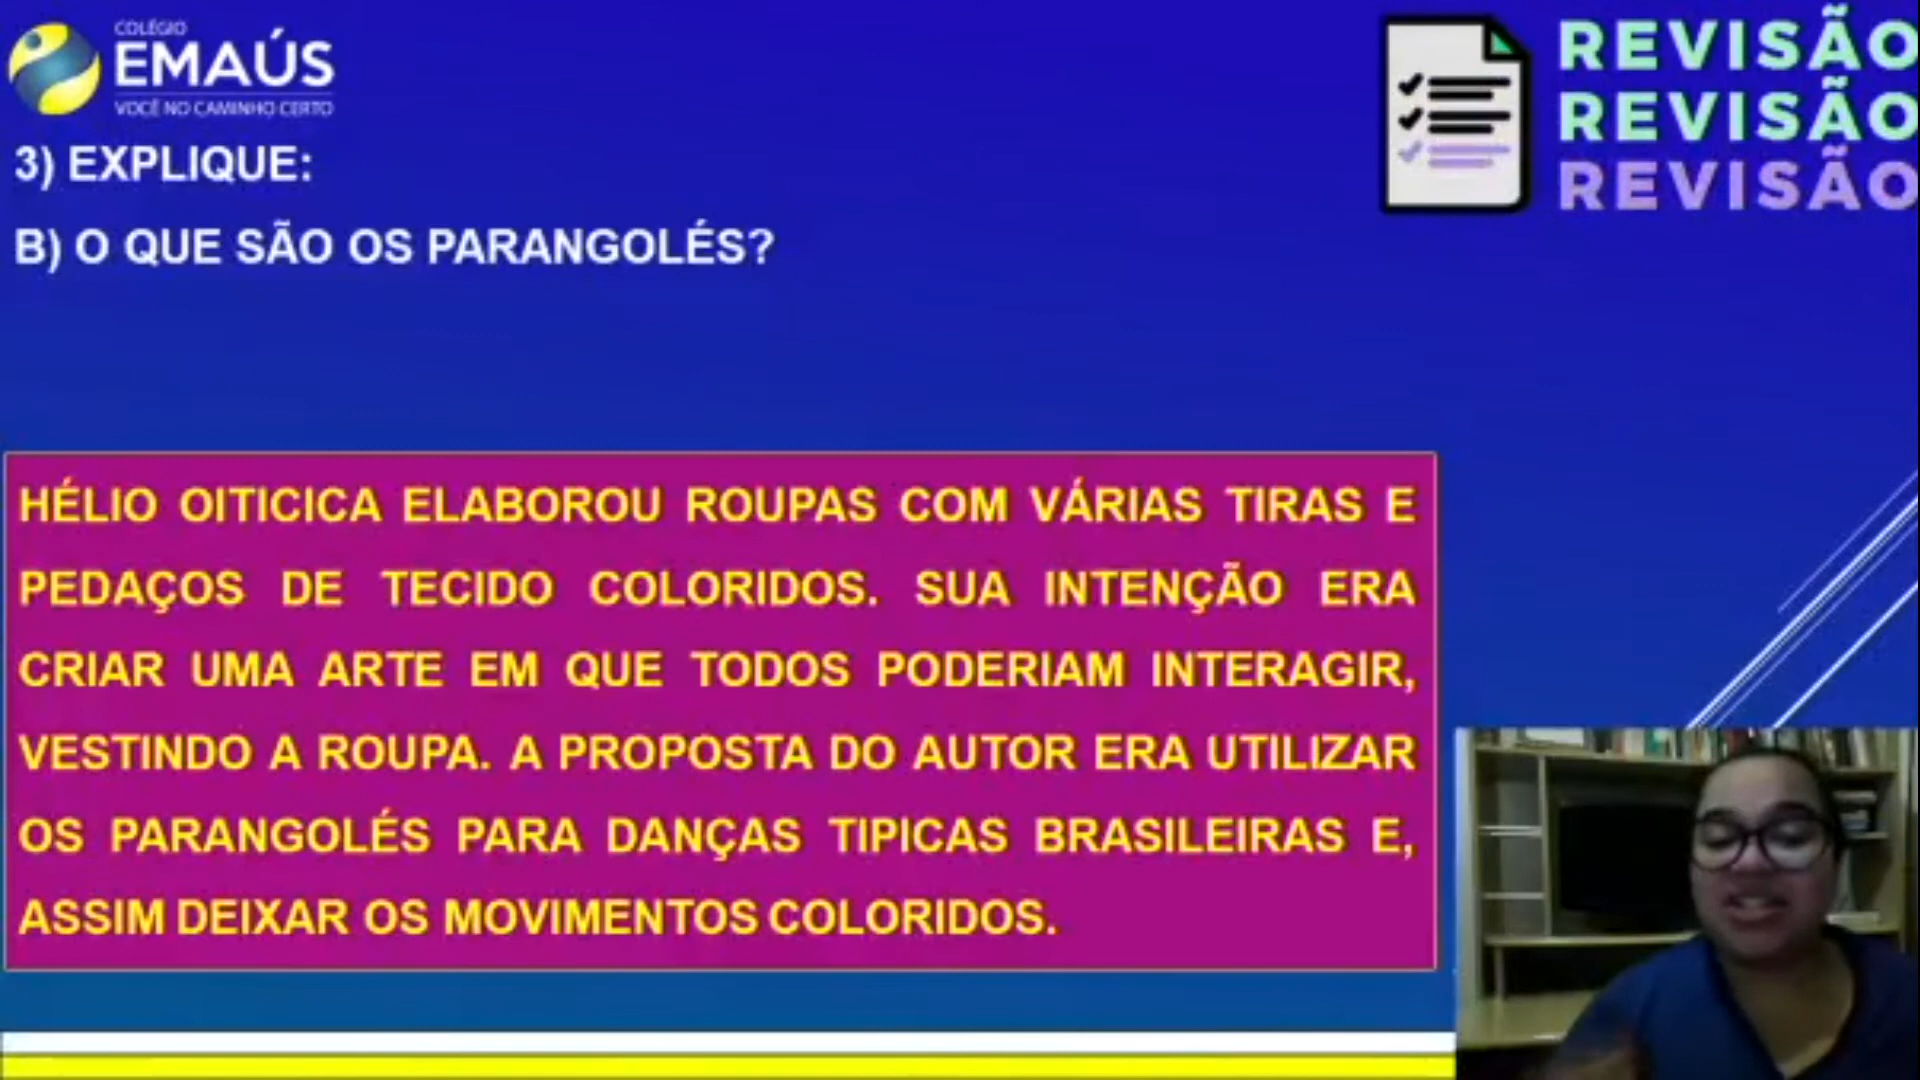 COLÉGIO
EMAÚS
VOCÊ NO CAMINHO CERTO
REVISÃO
REVISÃO
REVISÃO
3) EXPLIQUE:
B) O QUE SÃO OS PARANGOLÉS?
HÉLIO OITICICA ELABOROU ROUPAS COM VÁRIAS TIRAS E
PEDAÇOS DE TECIDO COLORIDOS. SUA INTENÇÃO ERA
CRIAR UMA ARTE EM QUE TODOS PODERIAM INTERAGIR,
VESTINDO A ROUPA. A PROPOSTA DO AUTOR ERA UTILIZAR
OS PARANGOLÉS PARA DANÇAS TIPICAS BRASILEIRAS E,
ASSIM DEIXAR OS MOVIMENTOS COLORIDOS.